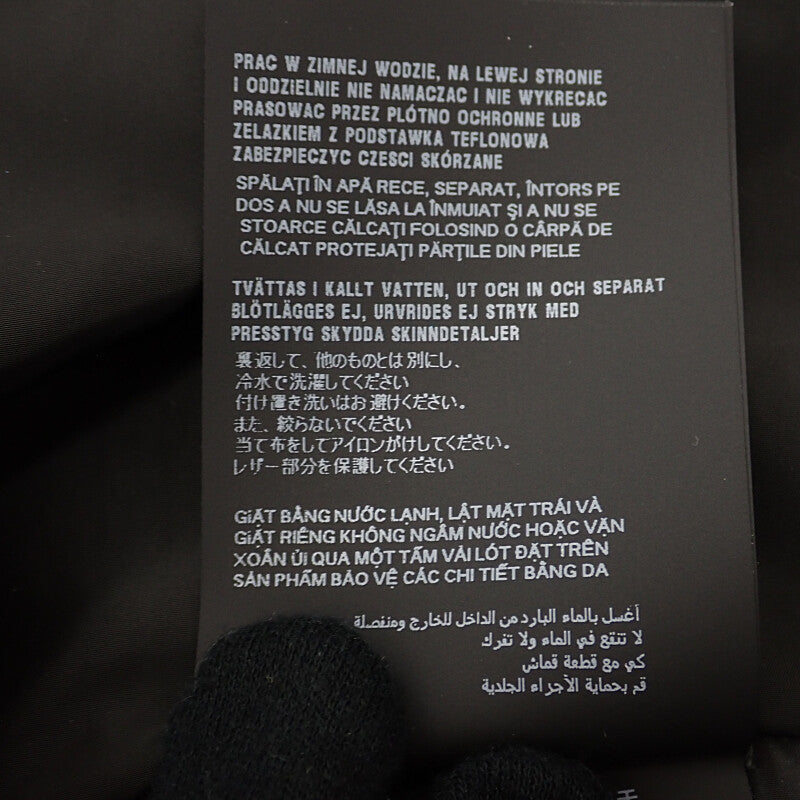 PRAC W ZIMNEJ WODZIE, NA LEWEJ STRONIE
I ODDZIELNIE NIE NAMACZAC I NIE WYKRECAC
PRASOWAC PRZEZ PLÓTNO OCHRONNE LUB
ZELAZKIEM Z PODSTAWKA TEFLONOWA
ZABEZPIECZYC CZESCI SKÓRZANE
SPĂLAȚI ÎN APĂ RECE, SEPARAT, ÎNTORS PE
DOS A NU SE LĂSA LA ÎNMUIAT ŞI A NU SE
STOARCE CĂLCAȚI FOLOSIND O CÂRPĂ DE
CĂLCAT PROTEJAȚI PĂRȚILE DIN PIELE
TVÄTTAS I KALLT VATTEN, UT OCH IN OCH SEPARAT
BLÖTLÄGGES EJ, URVRIDES EJ STRYK MED
PRESSTYG SKYDDA SKINNDETALJER
裏返して、他のものとは別にし、
冷水で洗濯してください
付け置き洗いはお避けください。
また、絞らないでください
当て布をしてアイロンがけしてください。
レザー部分を保護してください
GIẶT BẰNG NƯỚC LẠNH, LẬT MẶT TRÁI VÀ
GIẶT RIÊNG KHÔNG NGÂM NƯỚC HOẶC VẶN
XOẮN ỦI QUA MỘT TẤM VẢI LÓT ĐẶT TRÊN
SẢN PHẨM BẢO VỆ CÁC CHI TIẾT BẰNG DA
أغسل بالماء البارد من الداخل للخارج ومنفصلة
لا تنتقع في الماء ولا تفرك
كي مع قطعة قماش
قم بحماية الأجزاء الجلدية
H